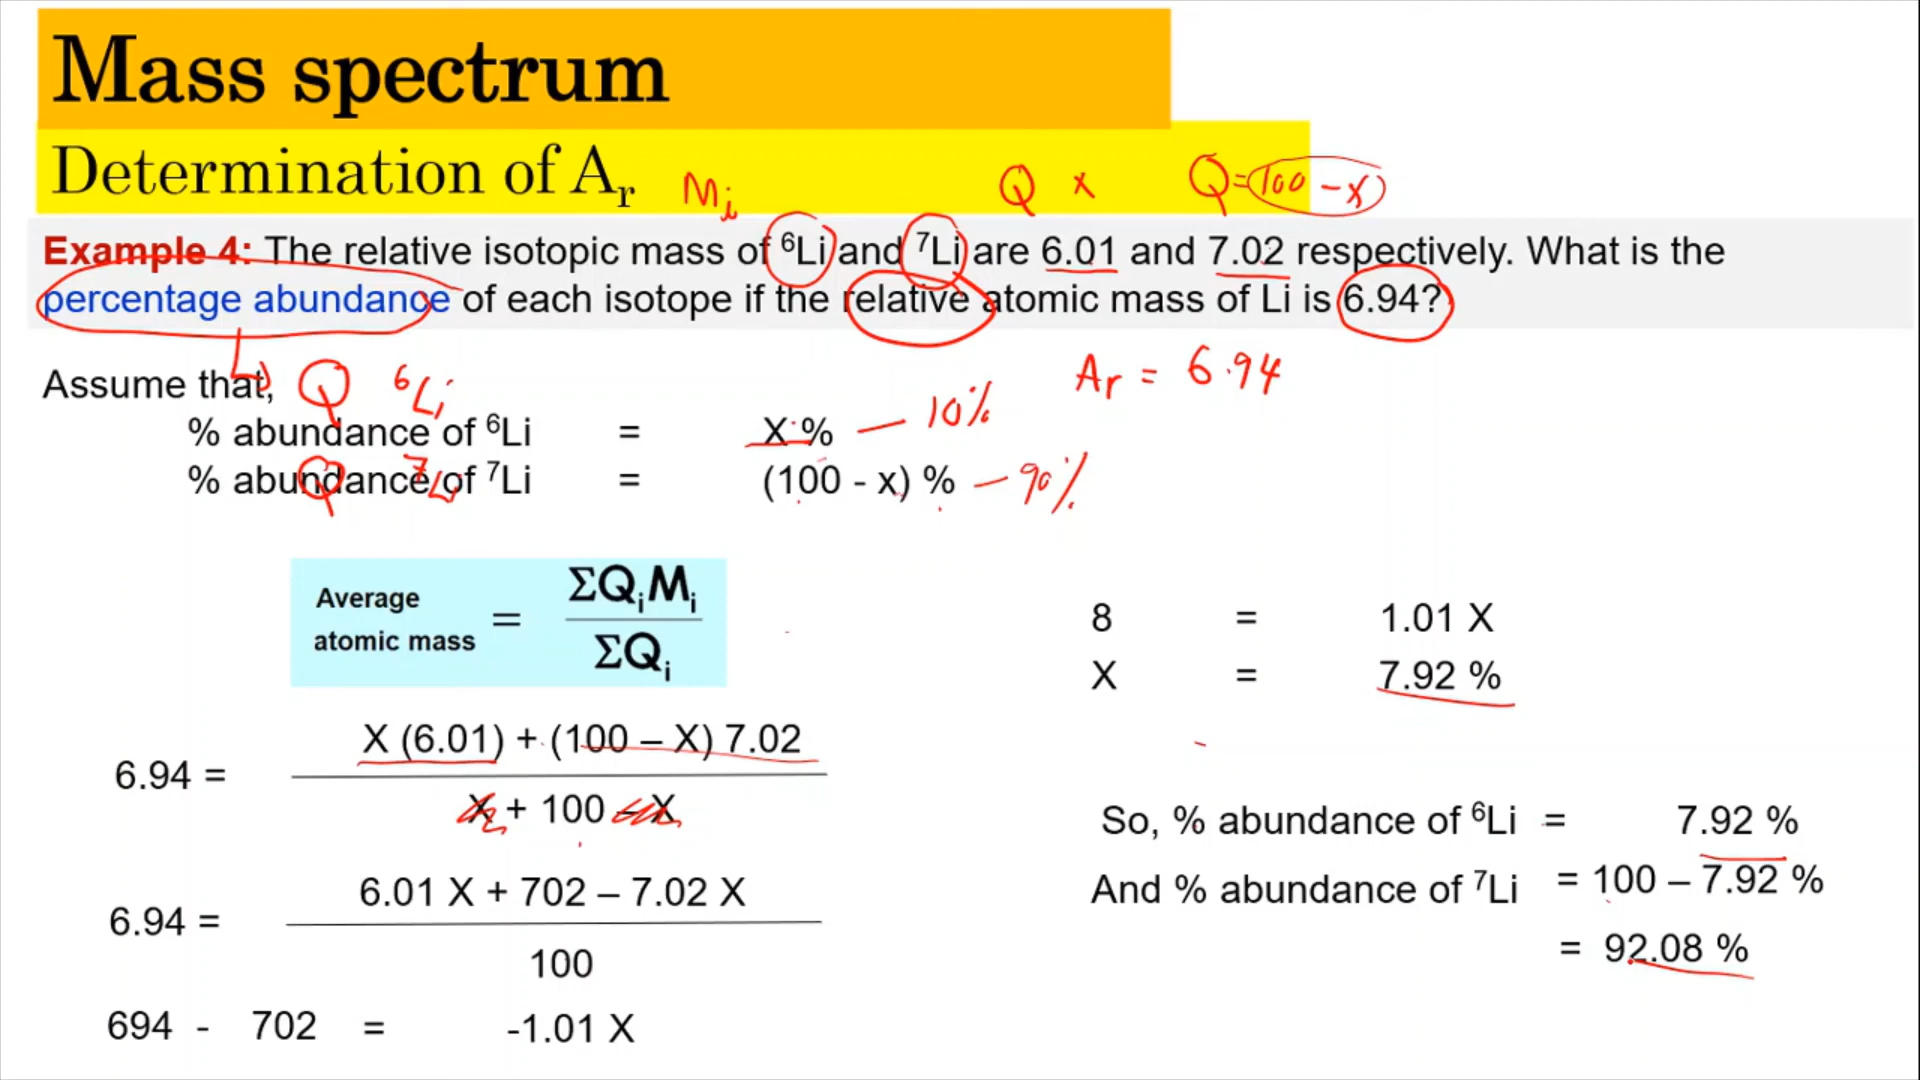 Mass spectrum
Determination of Aᵣ
Mᵢ Q x Q=(100 - x)
Example 4: The relative isotopic mass of ⁶Li and ⁷Li are 6.01 and 7.02 respectively. What is the
percentage abundance of each isotope if the relative atomic mass of Li is 6.94?
Aᵣ = 6.94
Assume that, Q ⁶Li
% abundance of ⁶Li = X % — 10%
Q ⁷Li
% abundance of ⁷Li = (100 - x) % — 90%
Average
atomic mass = ΣQᵢMᵢ / ΣQᵢ
6.94 = X (6.01) + (100 – X) 7.02
X + 100 – X
6.94 = 6.01 X + 702 – 7.02 X
100
694 - 702 = -1.01 X
8 = 1.01 X
X = 7.92 %
So, % abundance of ⁶Li = 7.92 %
And % abundance of ⁷Li = 100 – 7.92 %
= 92.08 %